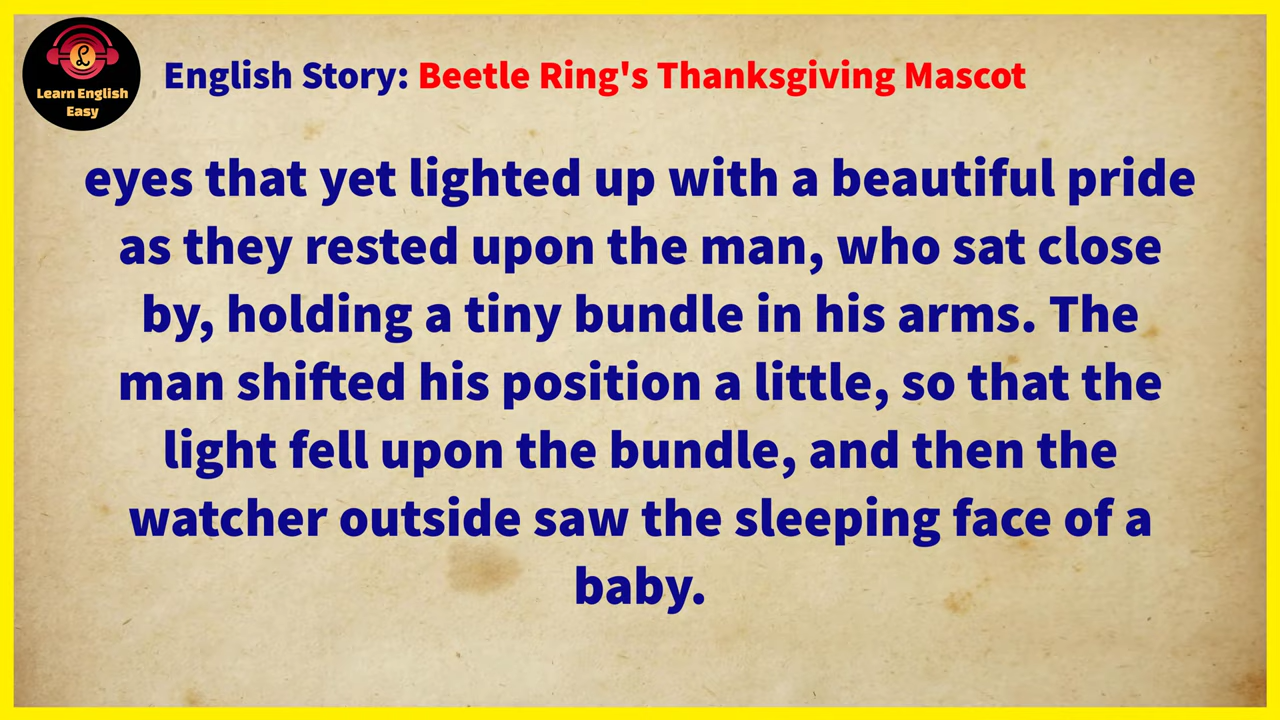 Learn English
Easy
English Story: Beetle Ring's Thanksgiving Mascot
eyes that yet lighted up with a beautiful pride
as they rested upon the man, who sat close
by, holding a tiny bundle in his arms. The
man shifted his position a little, so that the
light fell upon the bundle, and then the
watcher outside saw the sleeping face of a
baby.